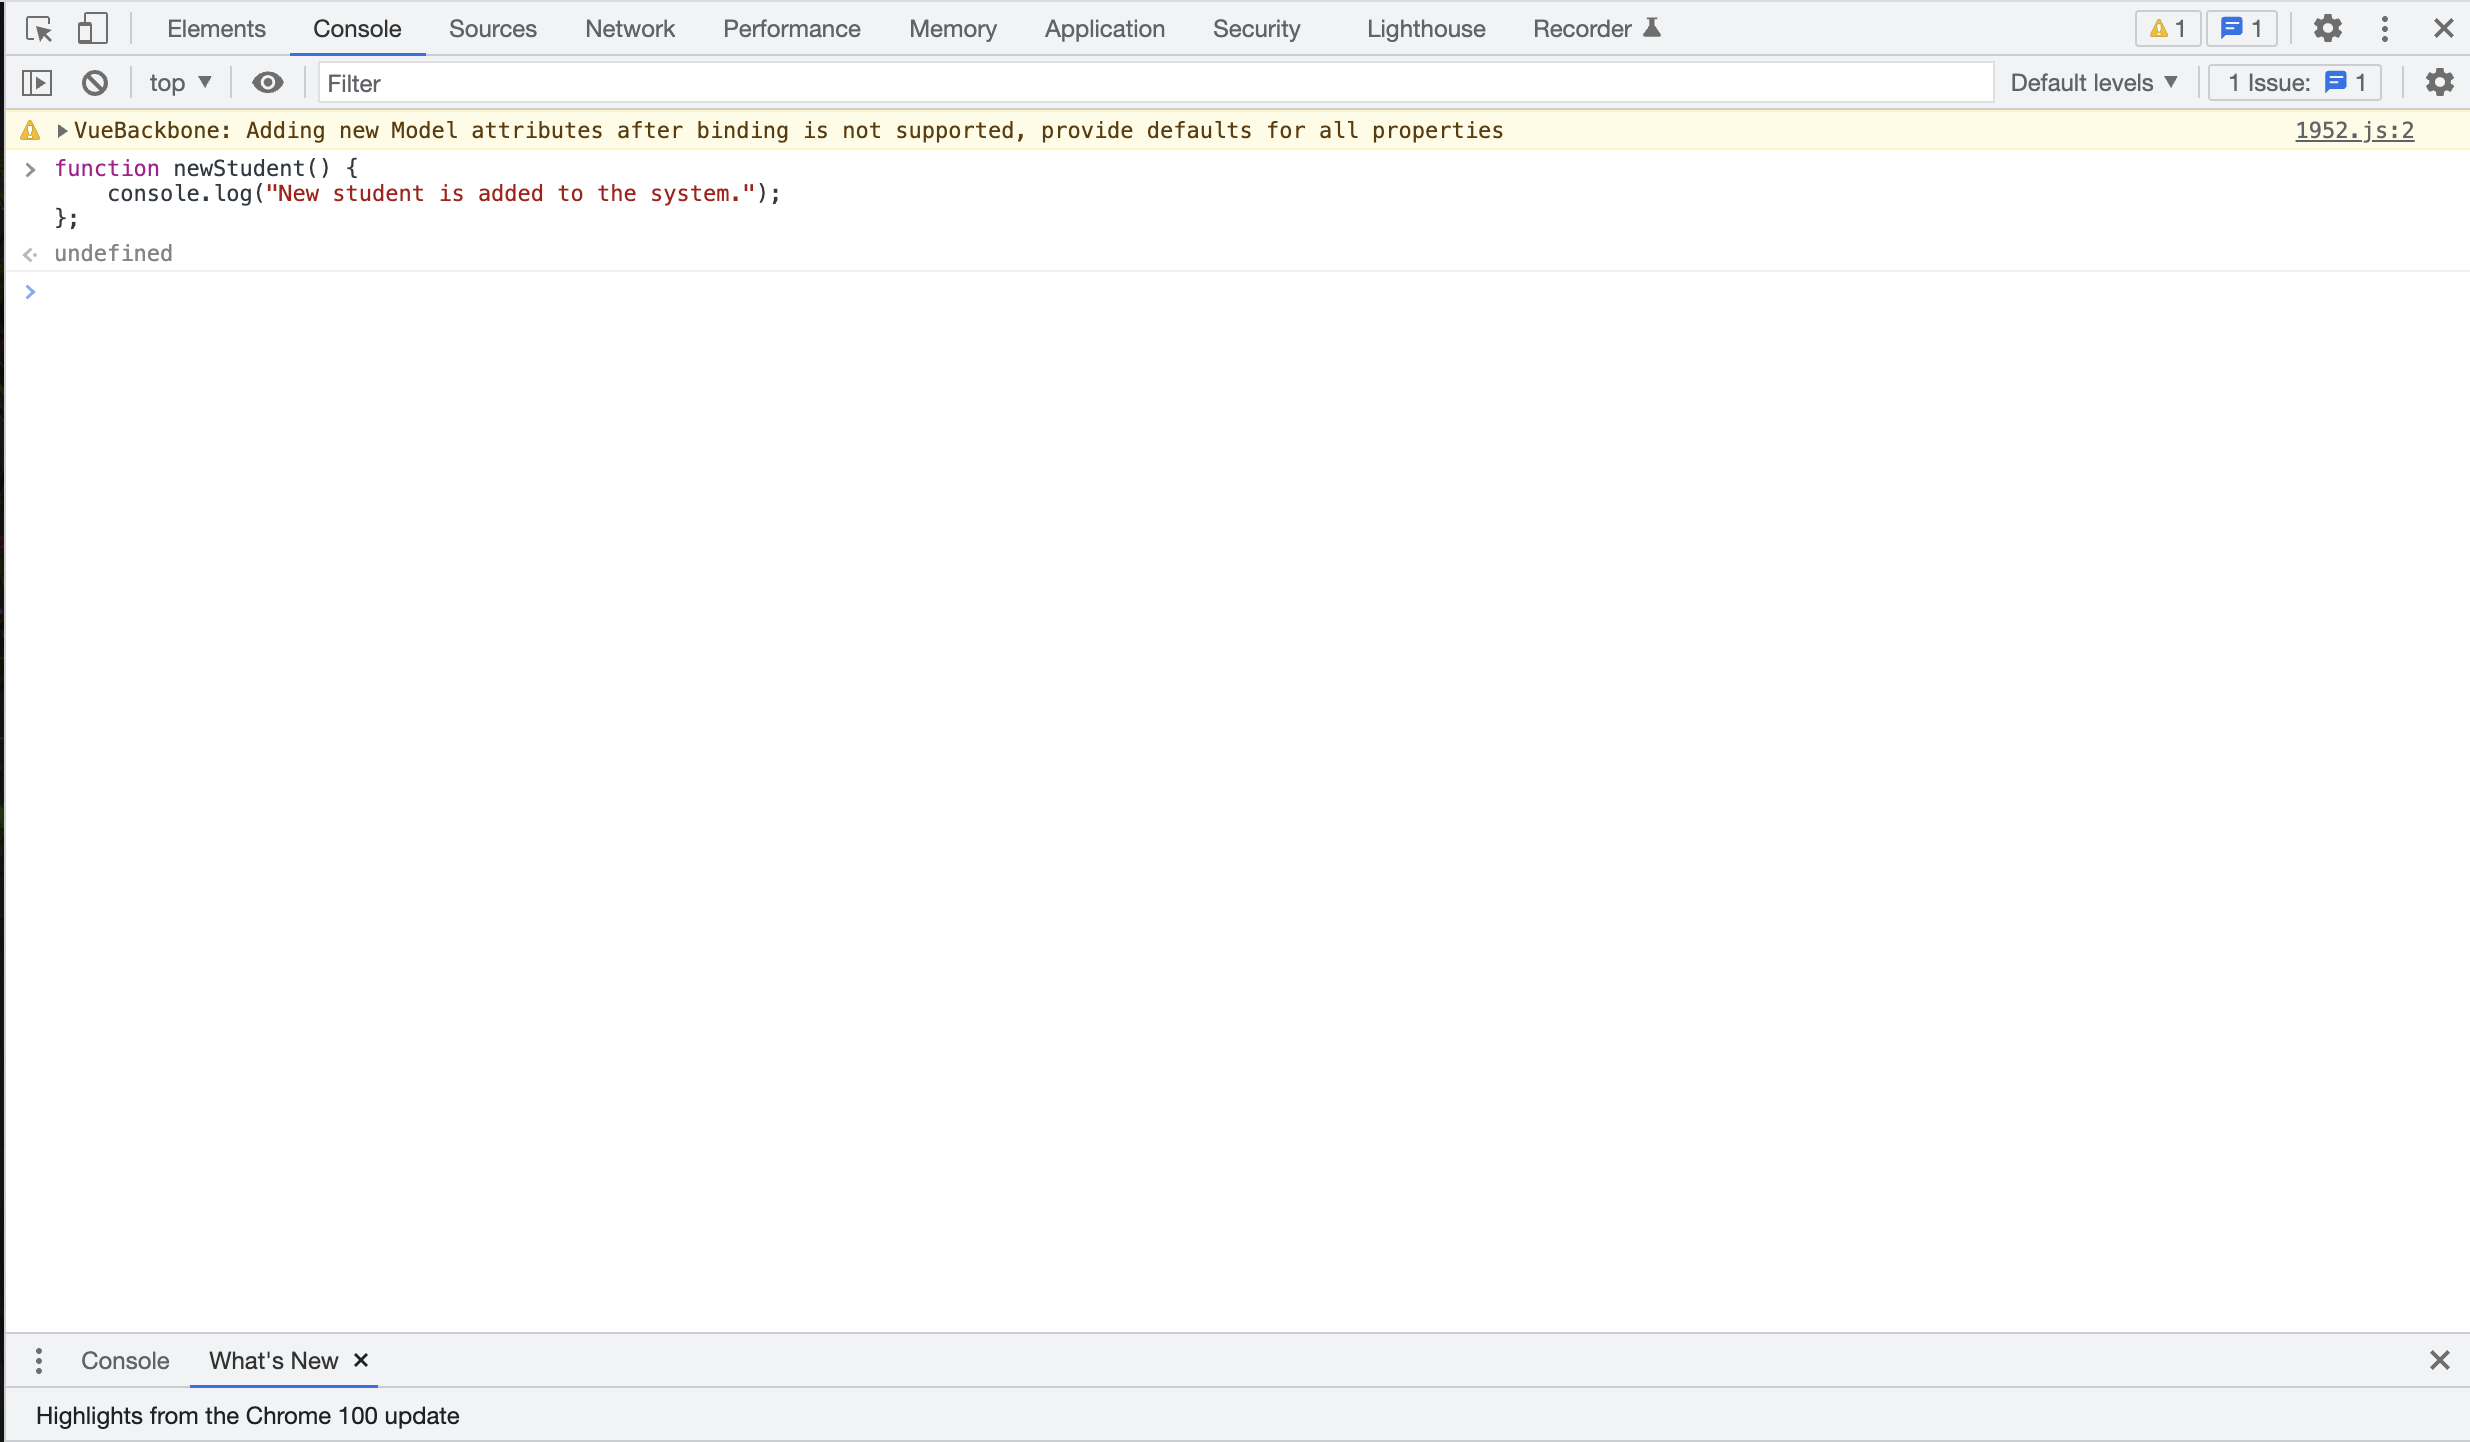 Elements Console Sources Network Performance Memory Application Security Lighthouse Recorder 1 1
top Filter Default levels 1 Issue: 1
VueBackbone: Adding new Model attributes after binding is not supported, provide defaults for all properties 1952.js:2
function newStudent() {
    console.log("New student is added to the system.");
};
undefined
Console What's New
Highlights from the Chrome 100 update